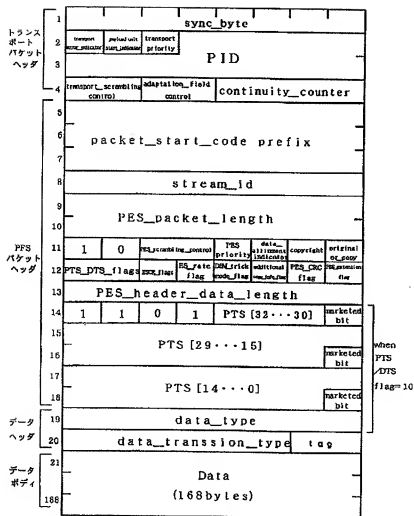 トランス
ポート
パケット
ヘッダ
PFS
パケット
ヘッダ
データ
ヘッダ
データ
ボディ
1
sync_byte
2
transport error_indicator
payload unit start_indicator
transport priority
3
PID
4
transport_scrambling control
adaptation_field control
continuity_counter
5
6
packet_start_code prefix
7
8
stream_id
9
PES_packet_length
10
11
1 0
PES_scrambling_control
PES priority
data_ alignment indicator
copyright
original or_copy
12
PTS_DTS_flags
ESCR_flags
ES_rate flag
DSM_trick mode_flag
additional
PES_CRC flag
PES_extension flag
13
PES_header_data_length
14
1 1 0 1
PTS [32···30]
marketed bit
15
PTS [29···15]
16
marketed bit
17
PTS [14···0]
18
marketed bit
when
PTS
/DTS
flag=10
19
data_type
20
data_transsion_type
tag
21
Data
(168bytes)
188